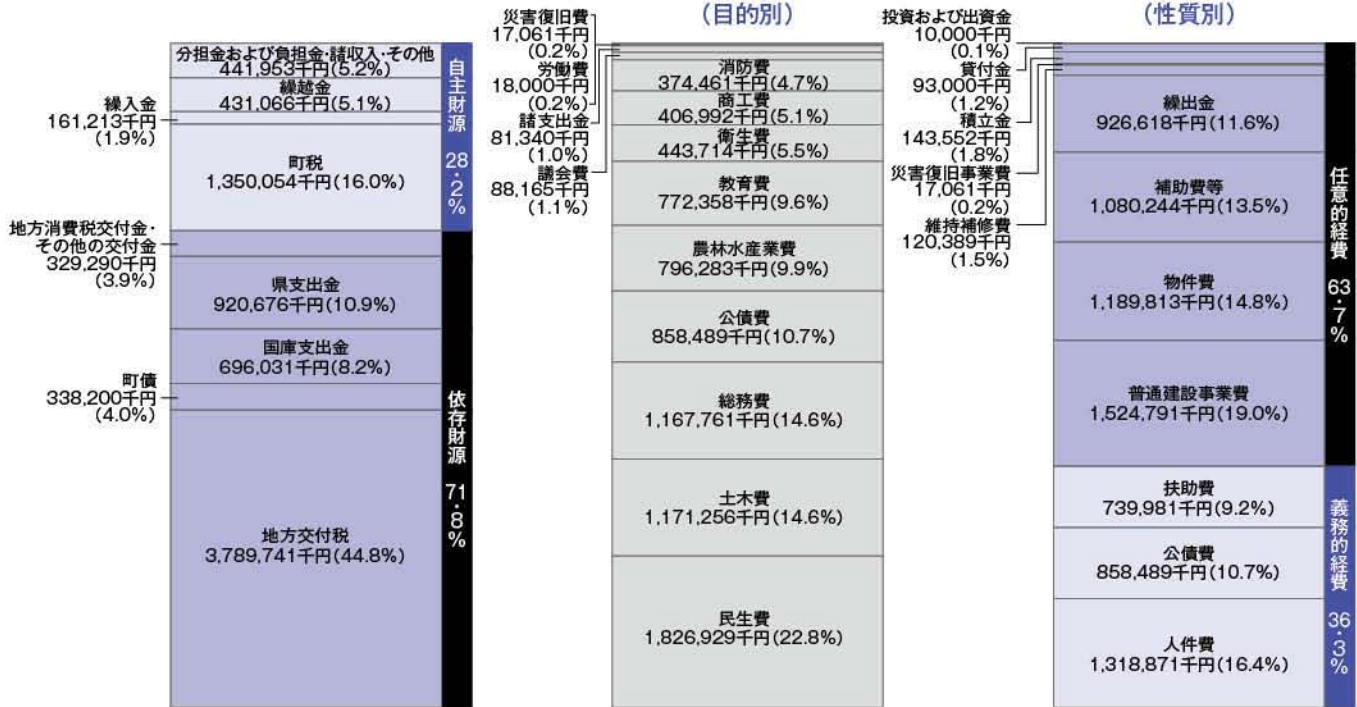 分担金および負担金・諸収入・その他
441,953千円(5.2%)
繰越金
431,066千円(5.1%)
繰入金
161,213千円
(1.9%)
町税
1,350,054千円(16.0%)
自主財源 28・2%
地方消費税交付金・
その他の交付金
329,290千円
(3.9%)
県支出金
920,676千円(10.9%)
国庫支出金
696,031千円(8.2%)
町債
338,200千円
(4.0%)
地方交付税
3,789,741千円(44.8%)
依存財源 71・8%
(目的別)
災害復旧費
17,061千円
(0.2%)
労働費
18,000千円
(0.2%)
諸支出金
81,340千円
(1.0%)
議会費
88,165千円
(1.1%)
消防費
374,461千円(4.7%)
商工費
406,992千円(5.1%)
衛生費
443,714千円(5.5%)
教育費
772,358千円(9.6%)
農林水産業費
796,283千円(9.9%)
公債費
858,489千円(10.7%)
総務費
1,167,761千円(14.6%)
土木費
1,171,256千円(14.6%)
民生費
1,826,929千円(22.8%)
(性質別)
投資および出資金
10,000千円
(0.1%)
貸付金
93,000千円
(1.2%)
積立金
143,552千円
(1.8%)
災害復旧事業費
17,061千円
(0.2%)
維持補修費
120,389千円
(1.5%)
繰出金
926,618千円(11.6%)
補助費等
1,080,244千円(13.5%)
物件費
1,189,813千円(14.8%)
普通建設事業費
1,524,791千円(19.0%)
任意的経費 63・7%
扶助費
739,981千円(9.2%)
公債費
858,489千円(10.7%)
人件費
1,318,871千円(16.4%)
義務的経費 36・3%